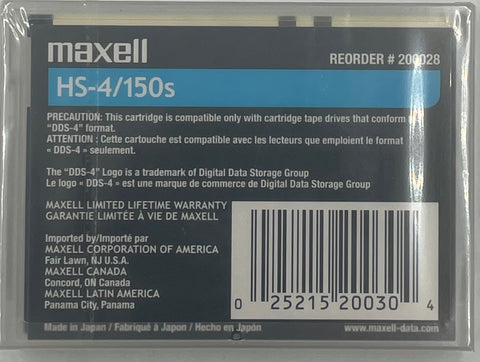 maxell
REORDER # 200028
HS-4/150s
PRECAUTION: This cartridge is compatible only with cartridge tape drives that conform
"DDS-4" format.
ATTENTION : Cette cartouche est compatible avec les lecteurs que emploient le format
« DDS-4 » seulement.
The "DDS-4" Logo is a trademark of Digital Data Storage Group
Le logo « DDS-4 » est une marque de commerce de Digital Data Storage Group
MAXELL LIMITED LIFETIME WARRANTY
GARANTIE LIMITÉE À VIE DE MAXELL
Imported by/Importé par
MAXELL CORPORATION OF AMERICA
Fair Lawn, NJ U.S.A.
MAXELL CANADA
Concord, ON Canada
MAXELL LATIN AMERICA
Panama City, Panama
0 25215 20030 4
Made in Japan / Fabriqué à Japon / Hecho en Japón
www.maxell-data.com